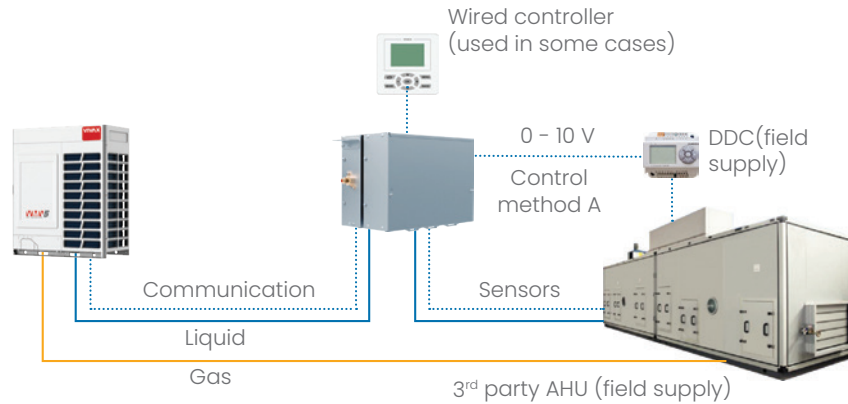 Wired controller
(used in some cases)
VIVAX
0 - 10 V
DDC(field
supply)
Control
method A
Communication
Sensors
Liquid
Gas
3rd party AHU (field supply)